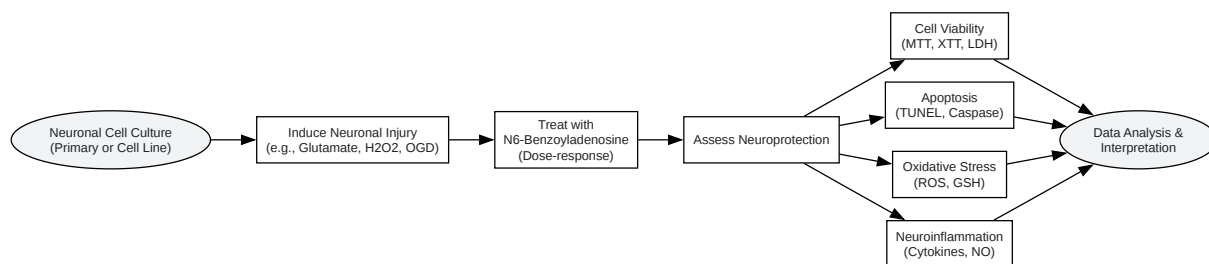 Neuronal Cell Culture
(Primary or Cell Line)
Induce Neuronal Injury
(e.g., Glutamate, H2O2, OGD)
Treat with
N6-Benzoyladenosine
(Dose-response)
Assess Neuroprotection
Cell Viability
(MTT, XTT, LDH)
Apoptosis
(TUNEL, Caspase)
Oxidative Stress
(ROS, GSH)
Neuroinflammation
(Cytokines, NO)
Data Analysis &
Interpretation